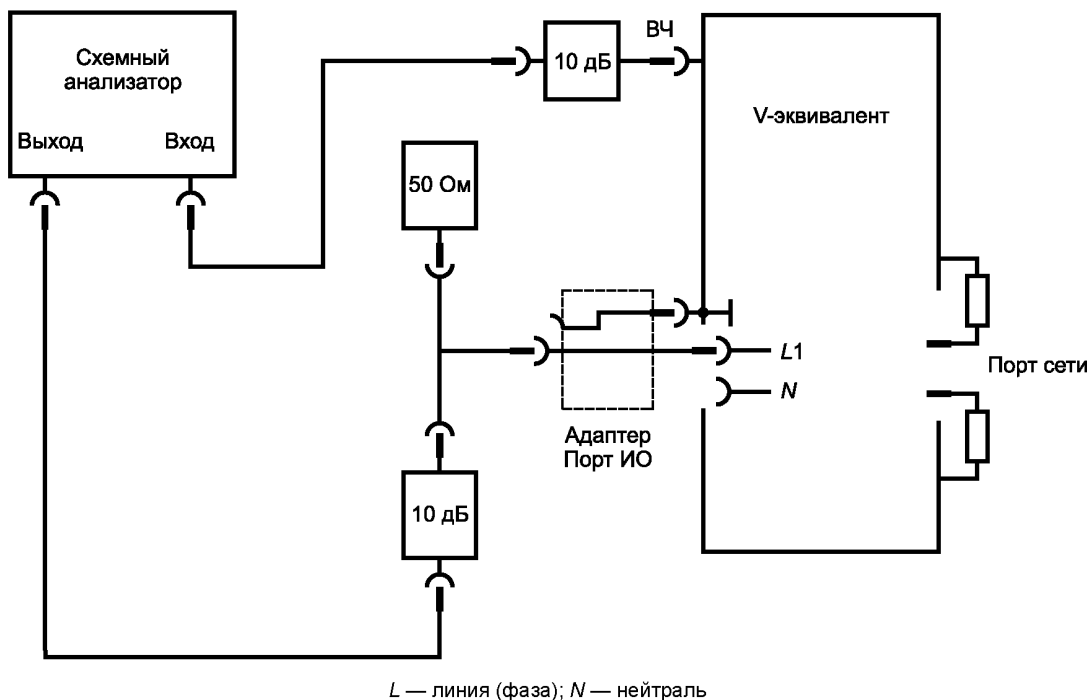 Схемный
анализатор
Выход
Вход
10 дБ
ВЧ
V-эквивалент
50 Ом
L1
N
Порт сети
Адаптер
Порт ИО
10 дБ
L — линия (фаза); N — нейтраль